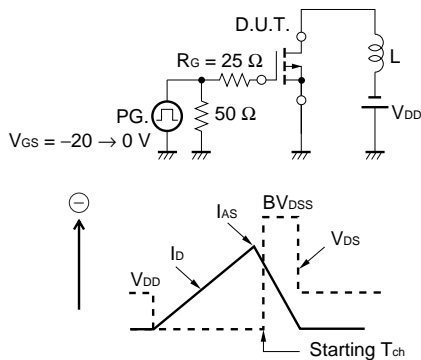 D.U.T.
RG = 25 Ω
L
PG.
50 Ω
VDD
VGS = −20 → 0 V
−
IAS
BVDSS
ID
VDS
VDD
Starting Tch